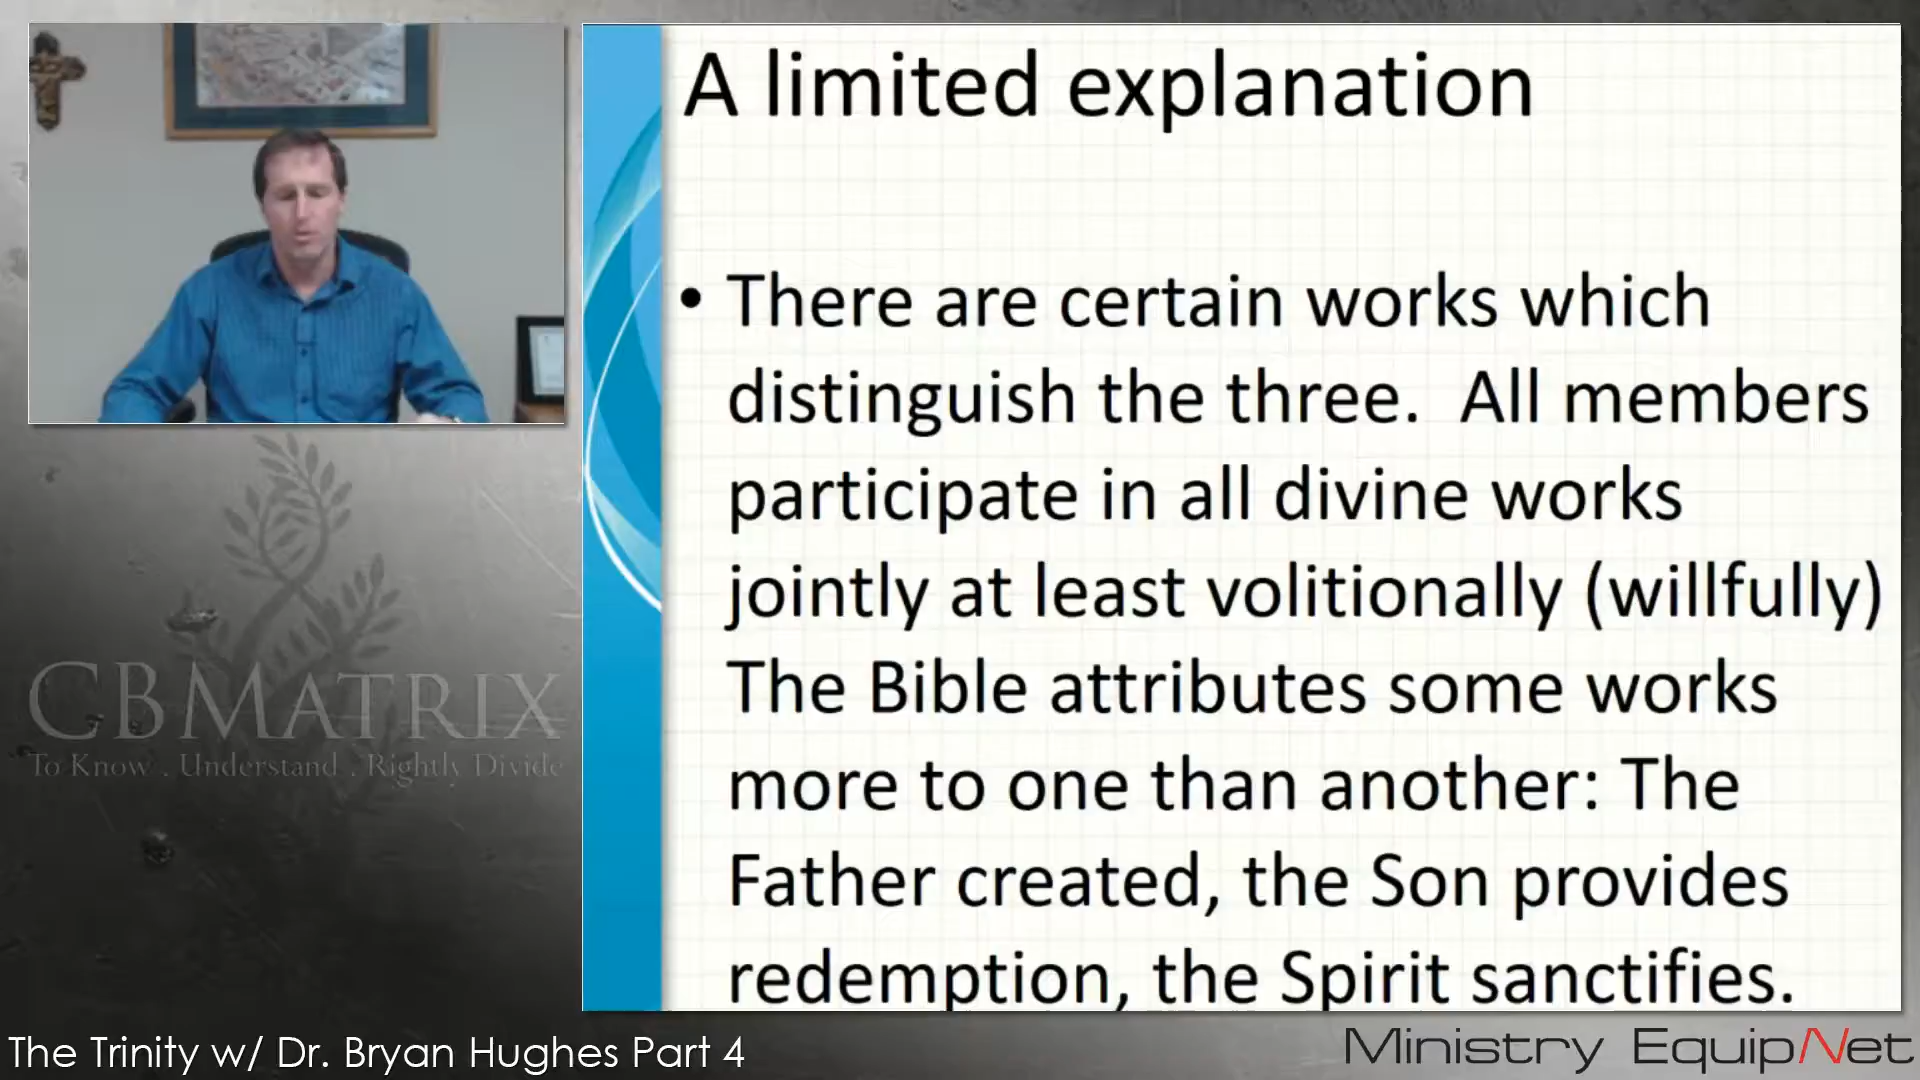 A limited explanation
• There are certain works which
distinguish the three.  All members
participate in all divine works
jointly at least volitionally (willfully)
The Bible attributes some works
more to one than another: The
Father created, the Son provides
redemption, the Spirit sanctifies.
CBMATRIX
To Know . Understand . Rightly Divide
The Trinity w/ Dr. Bryan Hughes Part 4
Ministry EquipNet